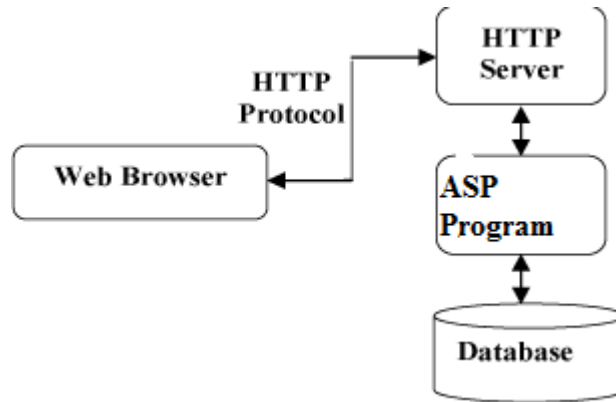 HTTP
Server
HTTP
Protocol
Web Browser
ASP
Program
Database